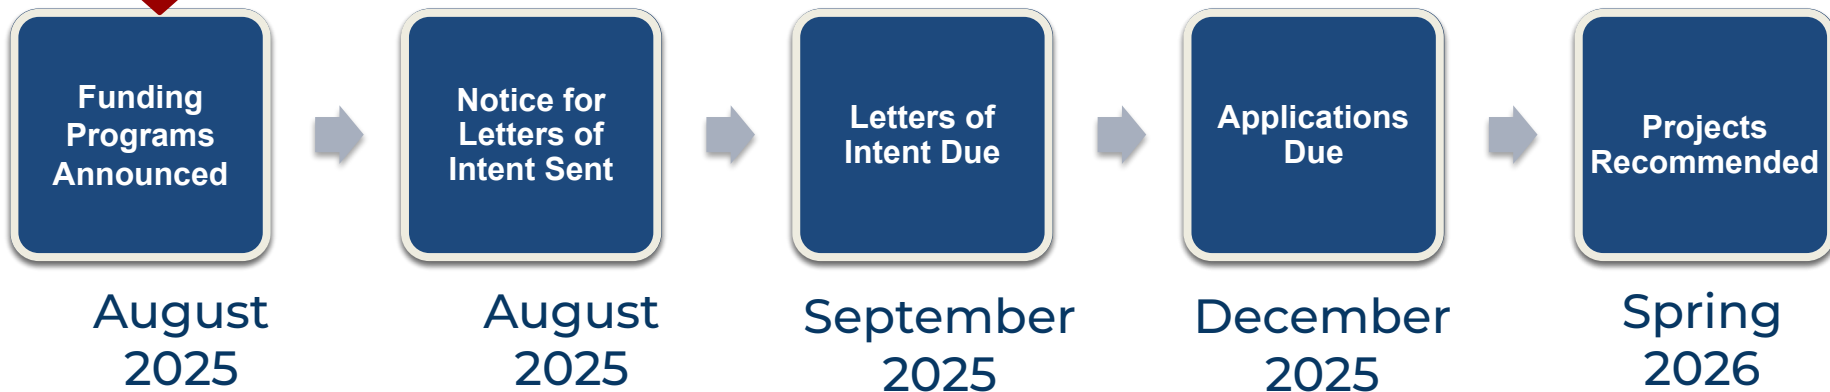 Funding
Programs
Announced
Notice for
Letters of
Intent Sent
Letters of
Intent Due
Applications
Due
Projects
Recommended
August
2025
August
2025
September
2025
December
2025
Spring
2026